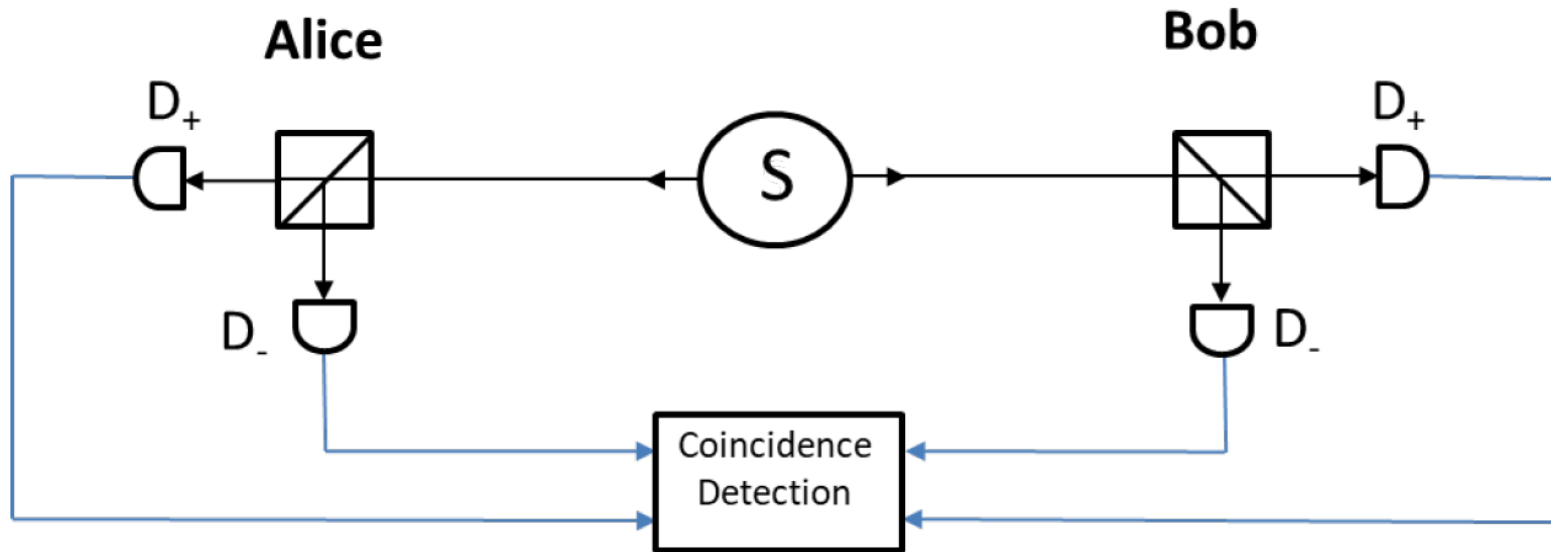 Alice
Bob
D₊
S
D₊
D₋
D₋
Coincidence
Detection